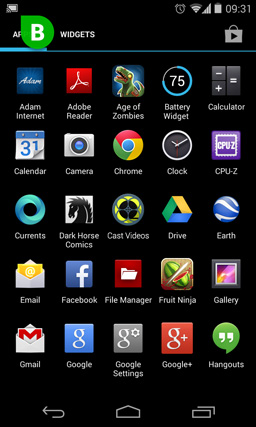 09:31
AP
B
WIDGETS
Adam
75
CPU-Z
Adam
Internet
Adobe
Reader
Age of
Zombies
Battery
Widget
Calculator
31
Calendar
Camera
Chrome
Clock
CPU-Z
Currents
Dark Horse
Comics
Cast Videos
Drive
Earth
@
f
Email
Facebook
File Manager
Fruit Ninja
Gallery
M
g
g
g+
Gmail
Google
Google
Settings
Google+
Hangouts